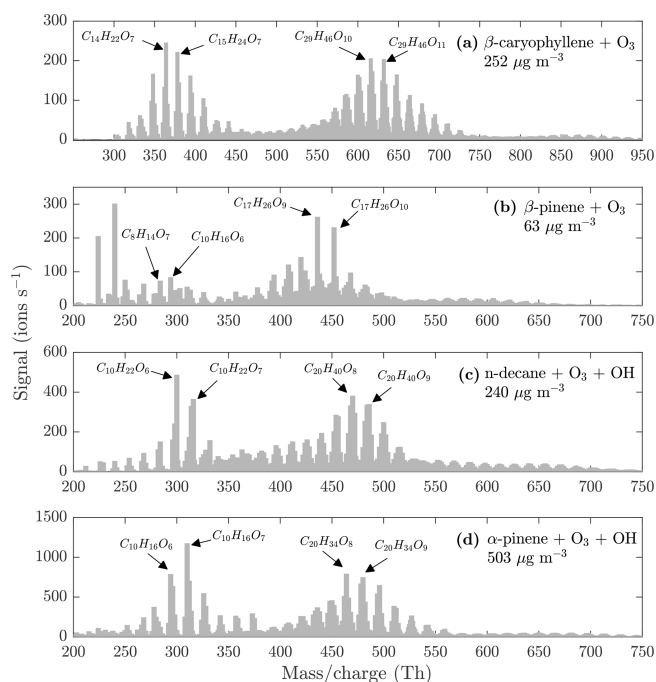 300
C14H22O7
C15H24O7
C29H46O10
C29H46O11
(a) β-caryophyllene + O3
252 μg m−3
200
100
0
300 350 400 450 500 550 600 650 700 750 800 850 900 950
300
C17H26O9
C17H26O10
(b) β-pinene + O3
63 μg m−3
C8H14O7
C10H16O6
200
100
0
200 250 300 350 400 450 500 550 600 650 700 750
Signal (ions s−1)
600
C10H22O6
C10H22O7
C20H40O8
C20H40O9
(c) n-decane + O3 + OH
240 μg m−3
400
200
0
200 250 300 350 400 450 500 550 600 650 700 750
1500
C10H16O6
C10H16O7
C20H34O8
C20H34O9
(d) α-pinene + O3 + OH
503 μg m−3
1000
500
0
200 250 300 350 400 450 500 550 600 650 700 750
Mass/charge (Th)